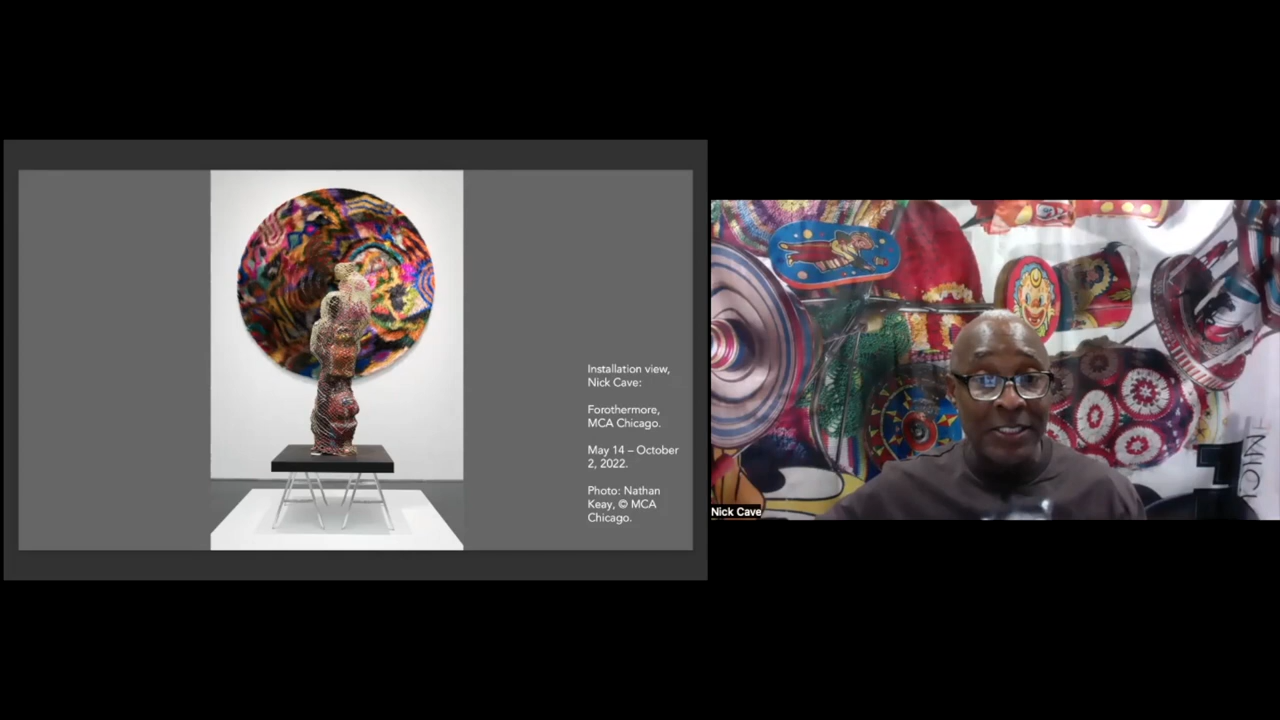 Installation view,
Nick Cave:
Forothermore,
MCA Chicago.
May 14 – October
2, 2022.
Photo: Nathan
Keay, © MCA
Chicago.
Nick Cave